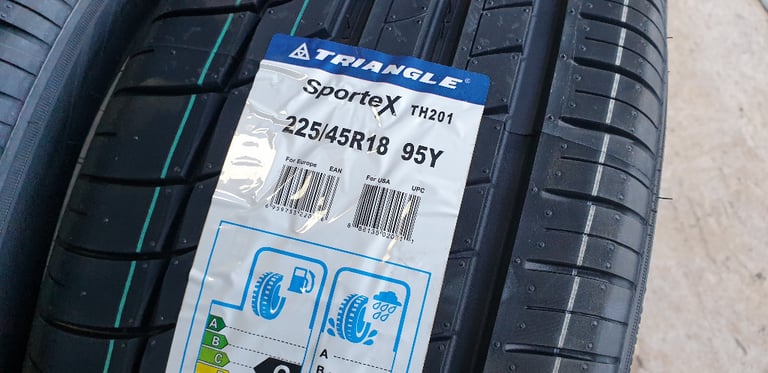 TRIANGLE
SporteX TH201
225/45R18 95Y
For Europe EAN
For USA UPC
A
B
C
A
B